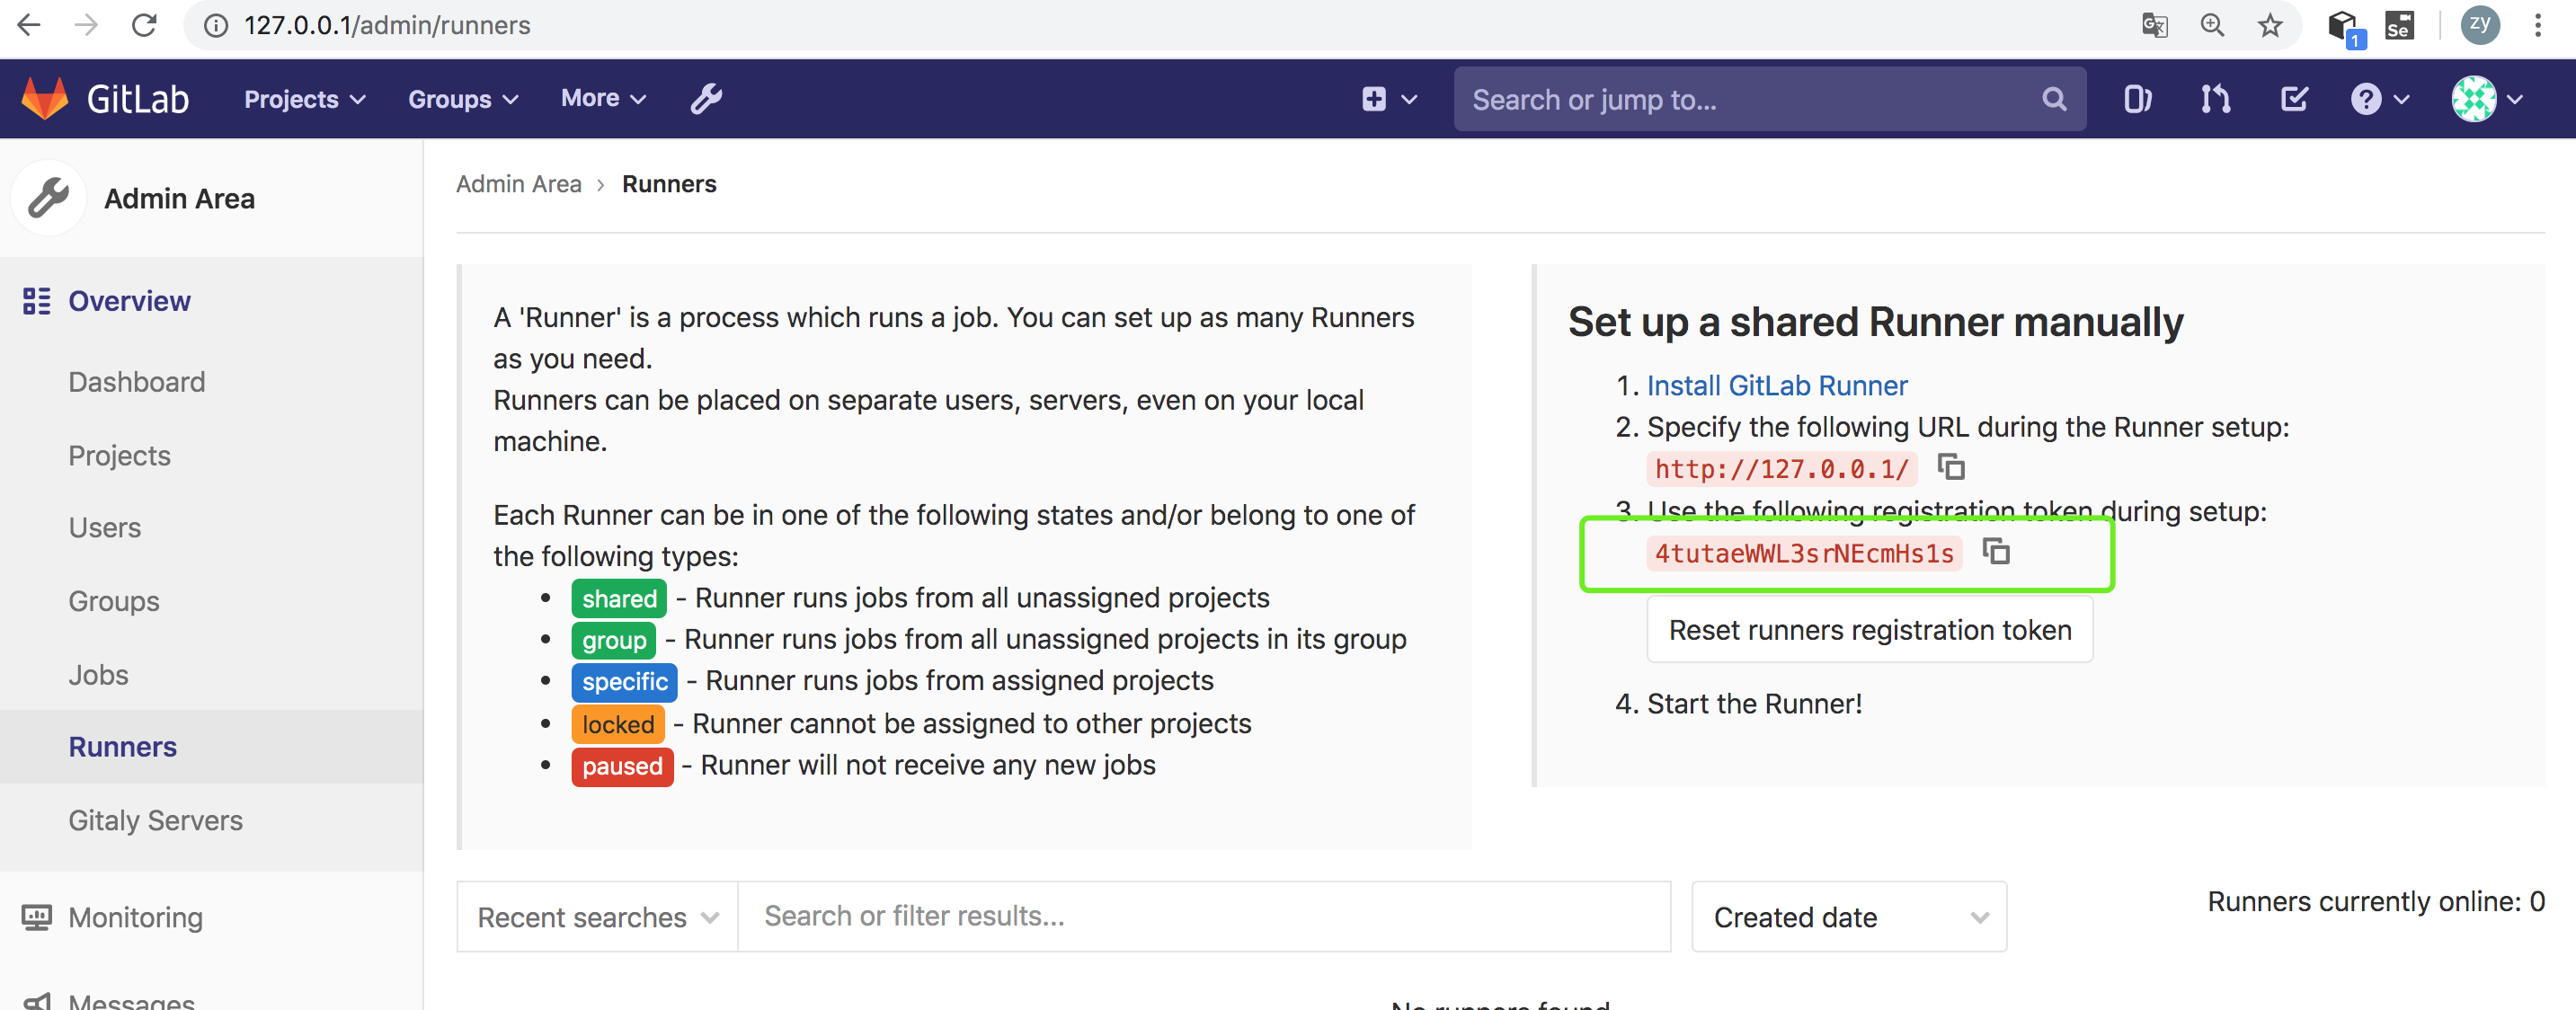 127.0.0.1/admin/runners
1
Se
zy
GitLab
Projects
Groups
More
Search or jump to...
Admin Area
Overview
Dashboard
Projects
Users
Groups
Jobs
Runners
Gitaly Servers
Monitoring
Messages
Admin Area › Runners
A 'Runner' is a process which runs a job. You can set up as many Runners
as you need.
Runners can be placed on separate users, servers, even on your local
machine.
Each Runner can be in one of the following states and/or belong to one of
the following types:
• shared - Runner runs jobs from all unassigned projects
• group - Runner runs jobs from all unassigned projects in its group
• specific - Runner runs jobs from assigned projects
• locked - Runner cannot be assigned to other projects
• paused - Runner will not receive any new jobs
Set up a shared Runner manually
1. Install GitLab Runner
2. Specify the following URL during the Runner setup:
http://127.0.0.1/
3. Use the following registration token during setup:
4tutaeWWL3srNEcmHs1s
Reset runners registration token
4. Start the Runner!
Recent searches
Search or filter results...
Created date
Runners currently online: 0
No runners found